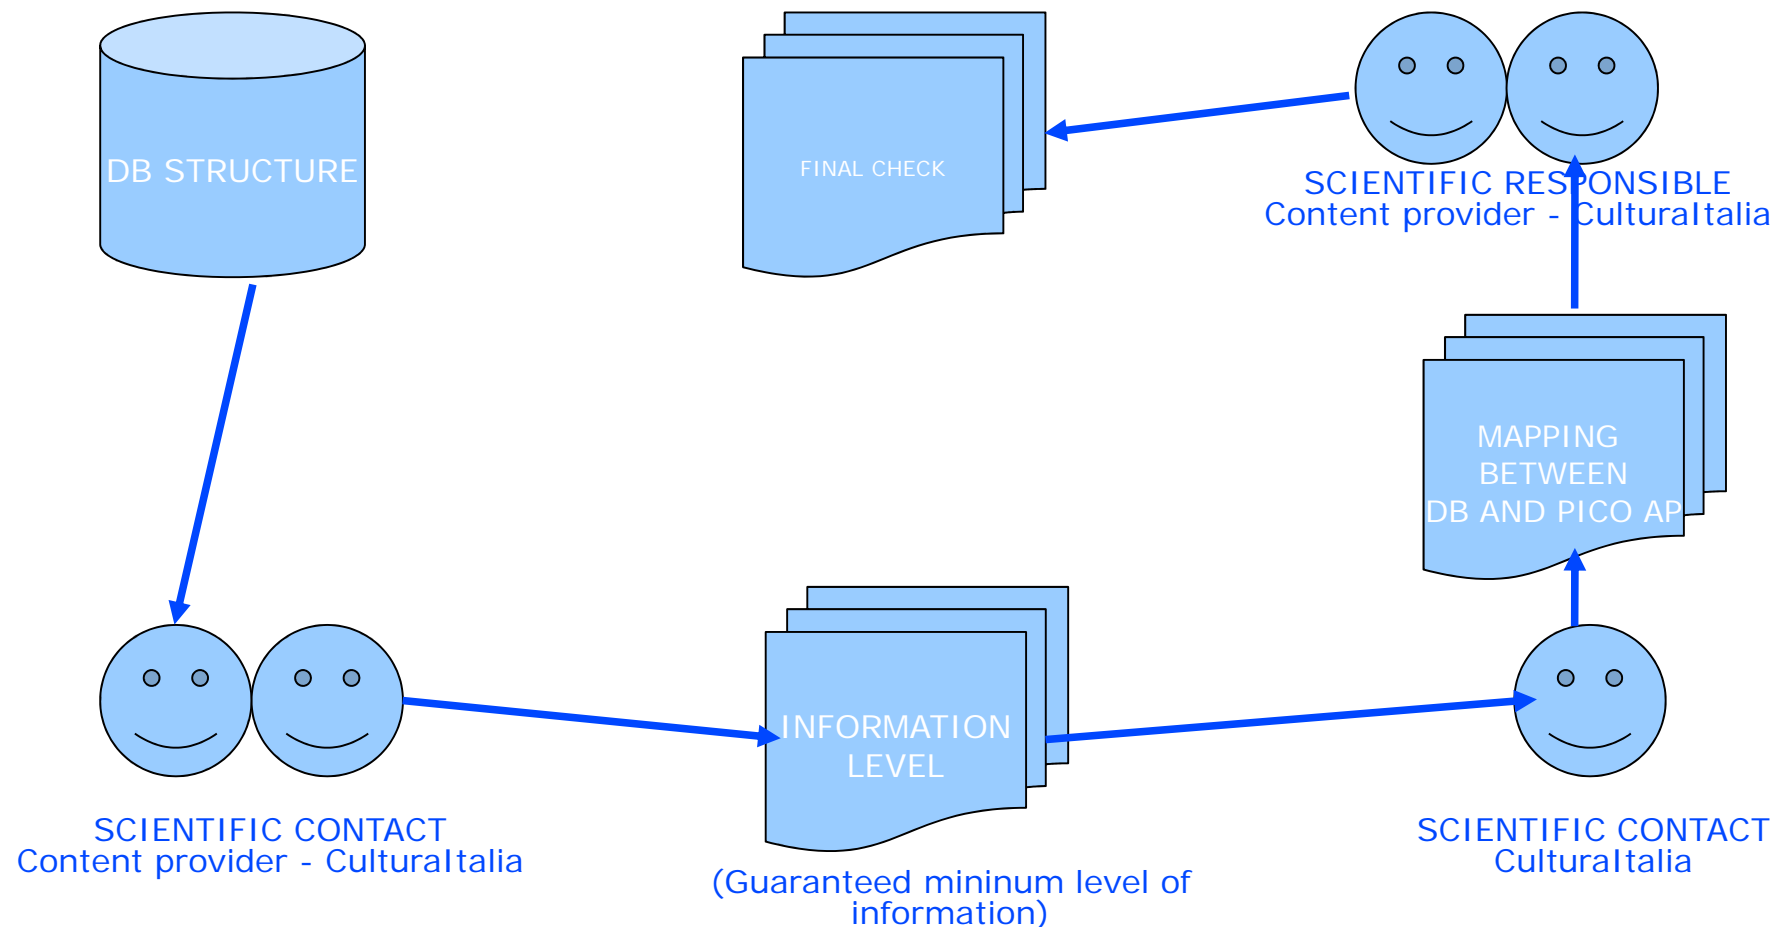 DB STRUCTURE
FINAL CHECK
SCIENTIFIC RESPONSIBLE
Content provider - CulturaItalia
MAPPING
BETWEEN
DB AND PICO AP
INFORMATION
LEVEL
SCIENTIFIC CONTACT
Content provider - CulturaItalia
(Guaranteed mininum level of
information)
SCIENTIFIC CONTACT
CulturaItalia